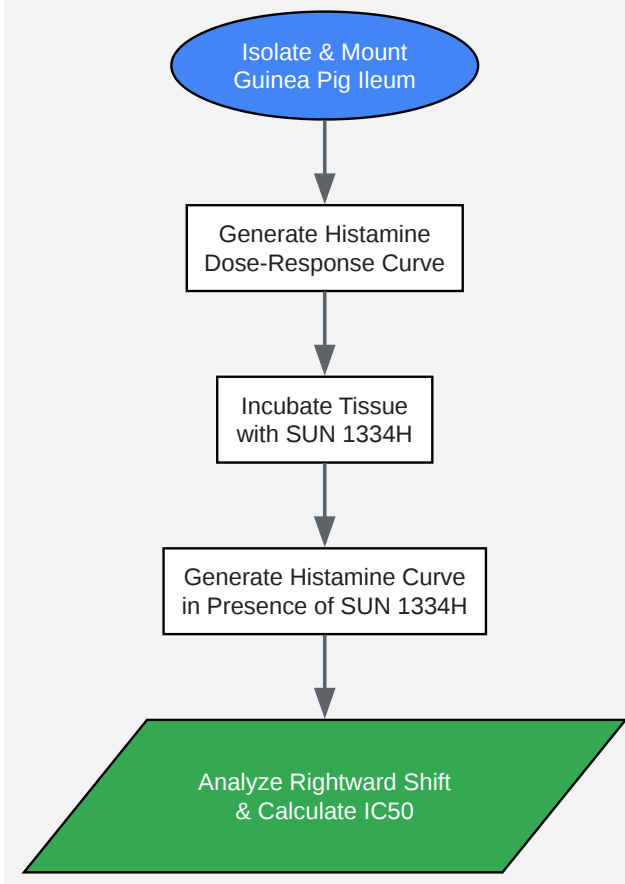 Isolate & Mount
Guinea Pig Ileum
Generate Histamine
Dose-Response Curve
Incubate Tissue
with SUN 1334H
Generate Histamine Curve
in Presence of SUN 1334H
Analyze Rightward Shift
& Calculate IC50